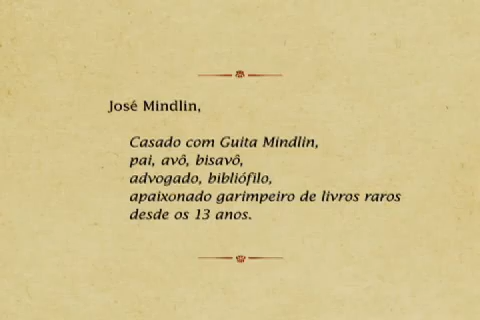 José Mindlin,
Casado com Guita Mindlin,
pai, avô, bisavô,
advogado, bibliófilo,
apaixonado garimpeiro de livros raros
desde os 13 anos.